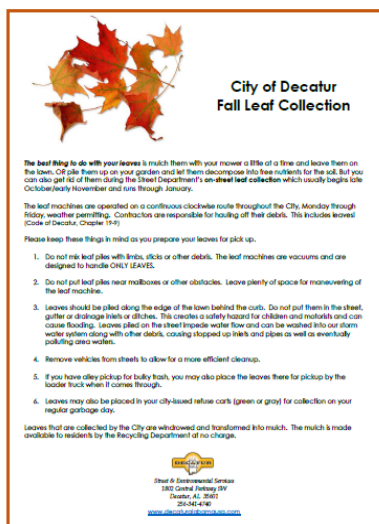 City of Decatur
Fall Leaf Collection
The best thing to do with your leaves is mulch them with your mower a little at a time and leave them on
the lawn. OR pile them up on your garden and let them decompose into free nutrients for the soil. But you
can also get rid of them during the Street Department's on-street leaf collection which usually begins late
October/early November and runs through January.
The leaf machines are operated on a continuous clockwise route throughout the City, Monday through
Friday, weather permitting. Contractors are responsible for hauling off their debris. This includes leaves!
(Code of Decatur, Chapter 19-9)
Please keep these things in mind as you prepare your leaves for pick up.
1. Do not mix leaf piles with limbs, sticks or other debris. The leaf machines are vacuums and are
designed to handle ONLY LEAVES.
2. Do not put leaf piles near mailboxes or other obstacles. Leave plenty of space for maneuvering of
the leaf machine.
3. Leaves should be piled along the edge of the lawn behind the curb. Do not put them in the street,
gutter or drainage inlets or ditches. This creates a safety hazard for children and motorists and can
cause flooding. Leaves piled on the street impede water flow and can be washed into our storm
water system along with other debris, causing stopped up inlets and pipes as well as eventually
polluting area waters.
4. Remove vehicles from streets to allow for a more efficient cleanup.
5. If you have alley pickup for bulky trash, you may also place the leaves there for pickup by the
loader truck when it comes through.
6. Leaves may also be placed in your city-issued refuse carts (green or gray) for collection on your
regular garbage day.
Leaves that are collected by the City are windrowed and transformed into mulch. The mulch is made
available to residents by the Recycling Department at no charge.
DECATUR
Street & Environmental Services
1802 Central Parkway SW
Decatur, AL 35601
256-341-4740
www.decaturalabamausa.com